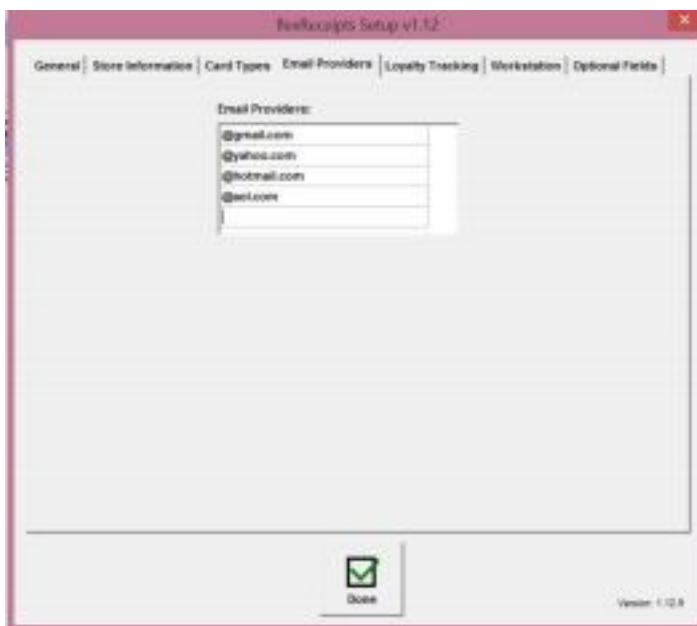 Setup v1.12
General Store Information Card Types Email Providers Loyalty Tracking Workstation Optional Fields
Email Providers:
@gmail.com
@yahoo.com
@hotmail.com
@aol.com
Done
Version: 1.12.9